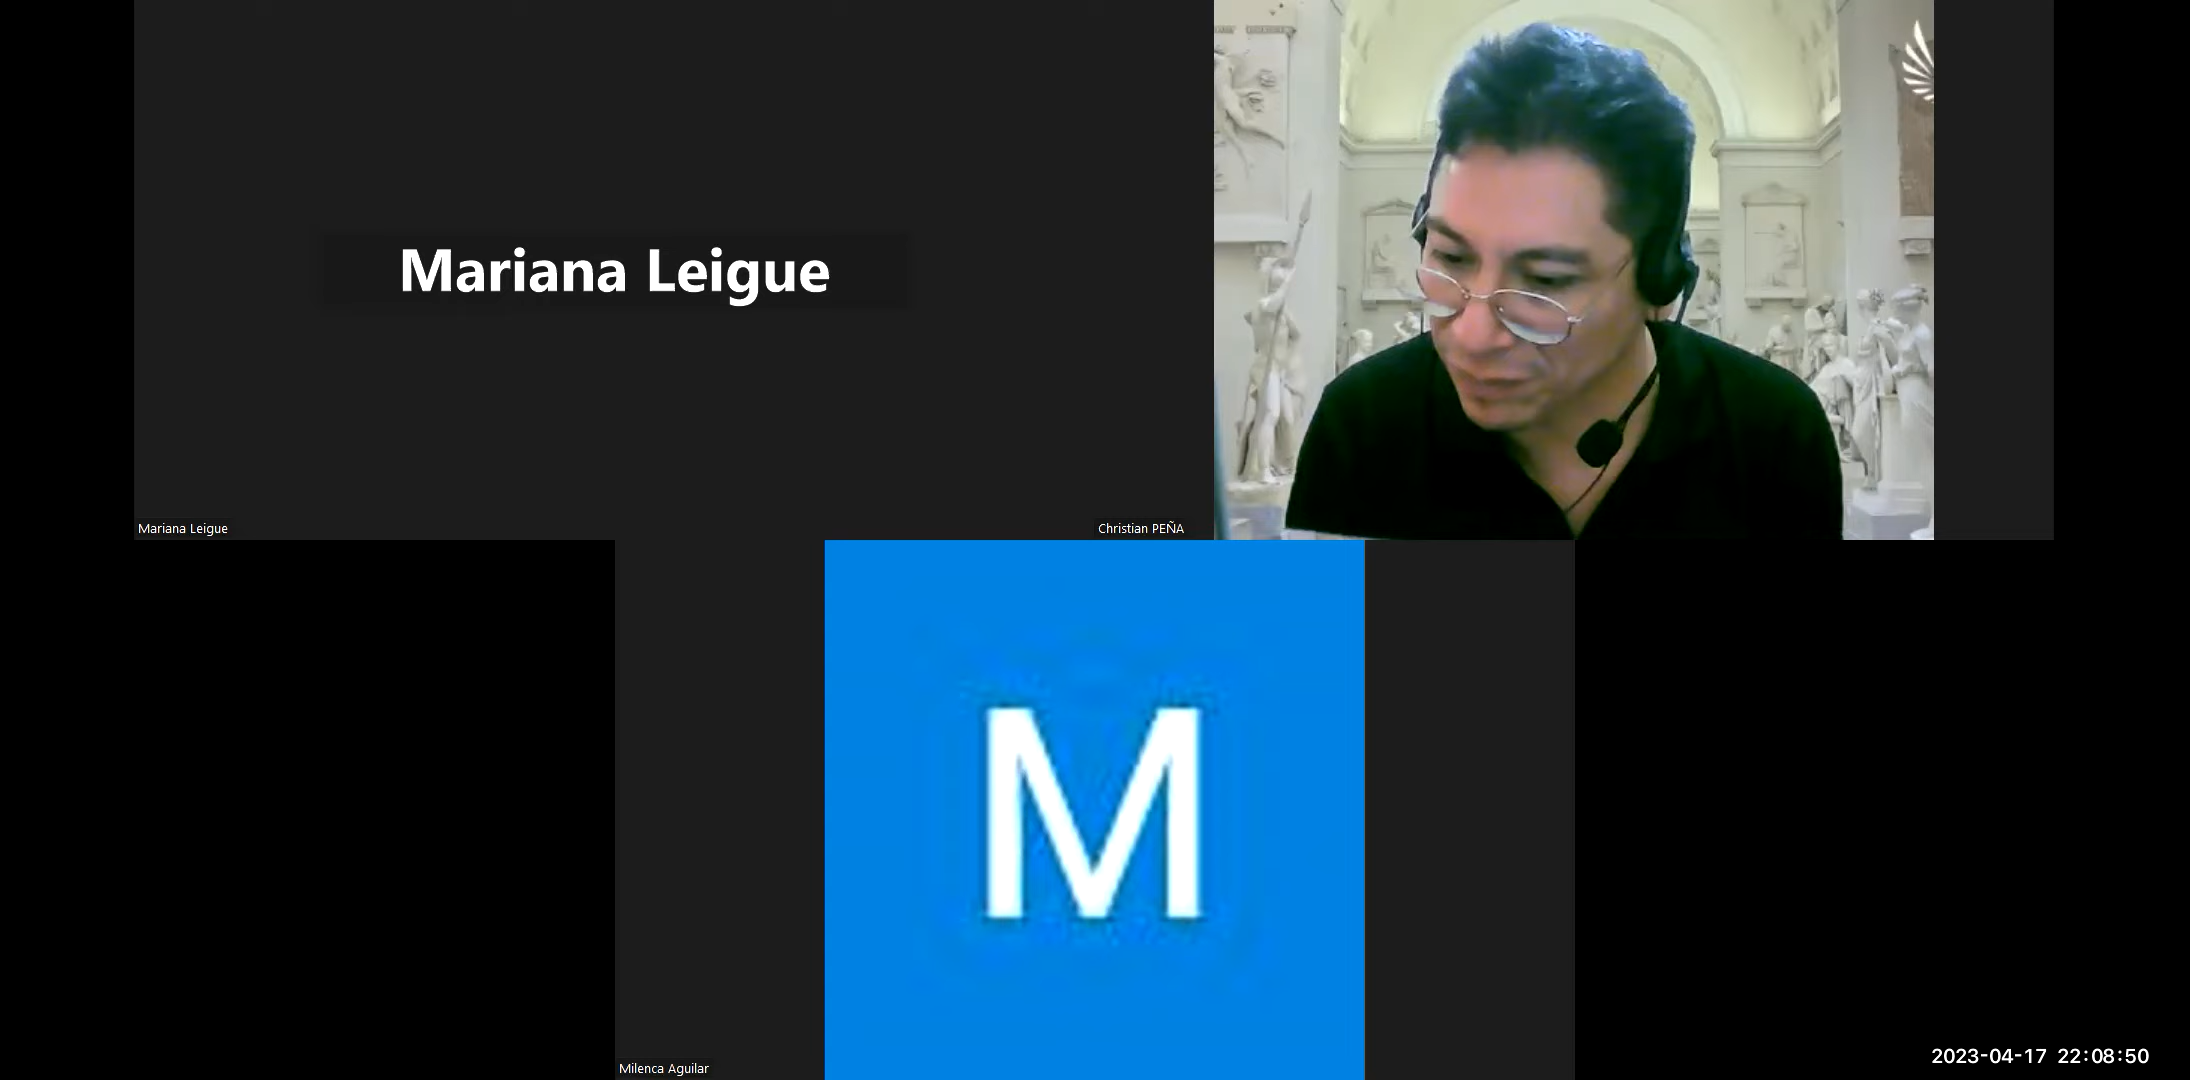 Mariana Leigue
Mariana Leigue
Christian PEÑA
M
Milenca Aguilar
2023-04-17 22:08:50